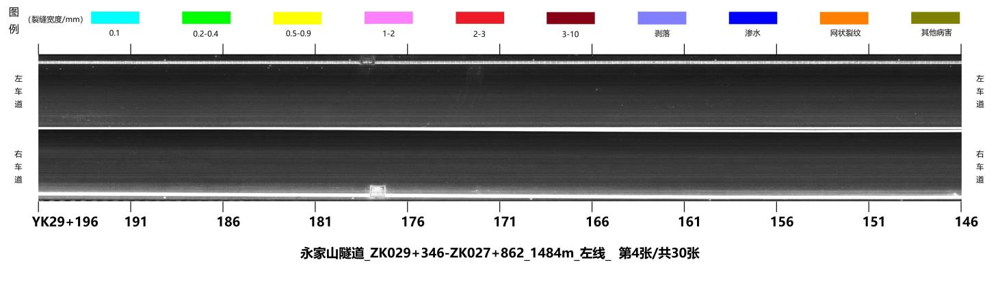 图例 (裂缝宽度/mm) 0.1 0.2-0.4 0.5-0.9 1-2 2-3 3-10 剥落 渗水 网状裂纹 其他病害
左车道 左车道
右车道 右车道
YK29+196 191 186 181 176 171 166 161 156 151 146
永家山隧道_ZK029+346-ZK027+862_1484m_左线_ 第4张/共30张